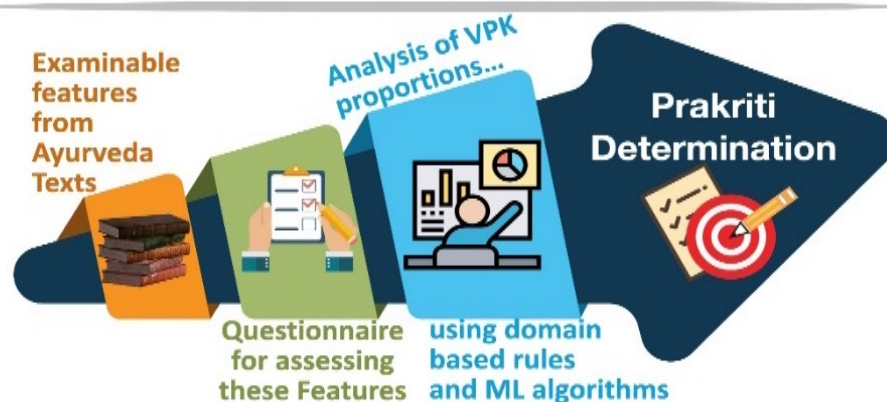 Examinable
features
from
Ayurveda
Texts
Questionnaire
for assessing
these Features
Analysis of VPK
proportions...
using domain
based rules
and ML algorithms
Prakriti
Determination